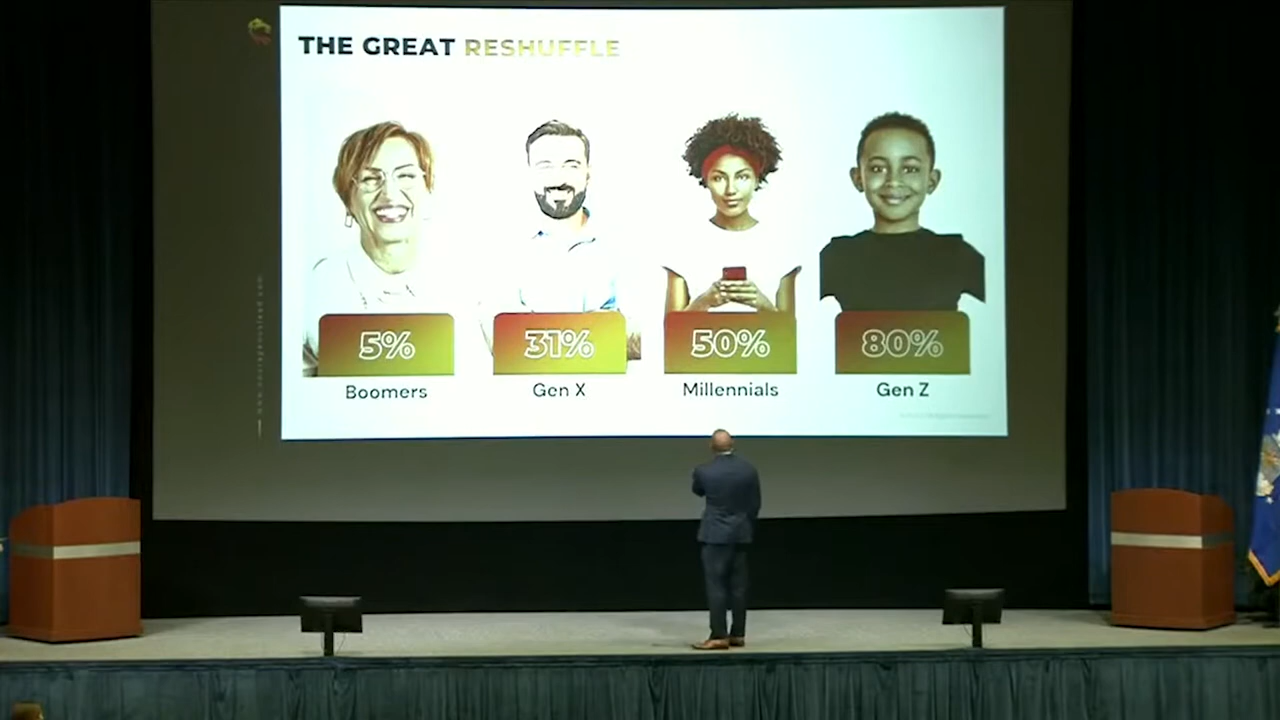 THE GREAT RESHUFFLE
5%
31%
50%
80%
Boomers
Gen X
Millennials
Gen Z